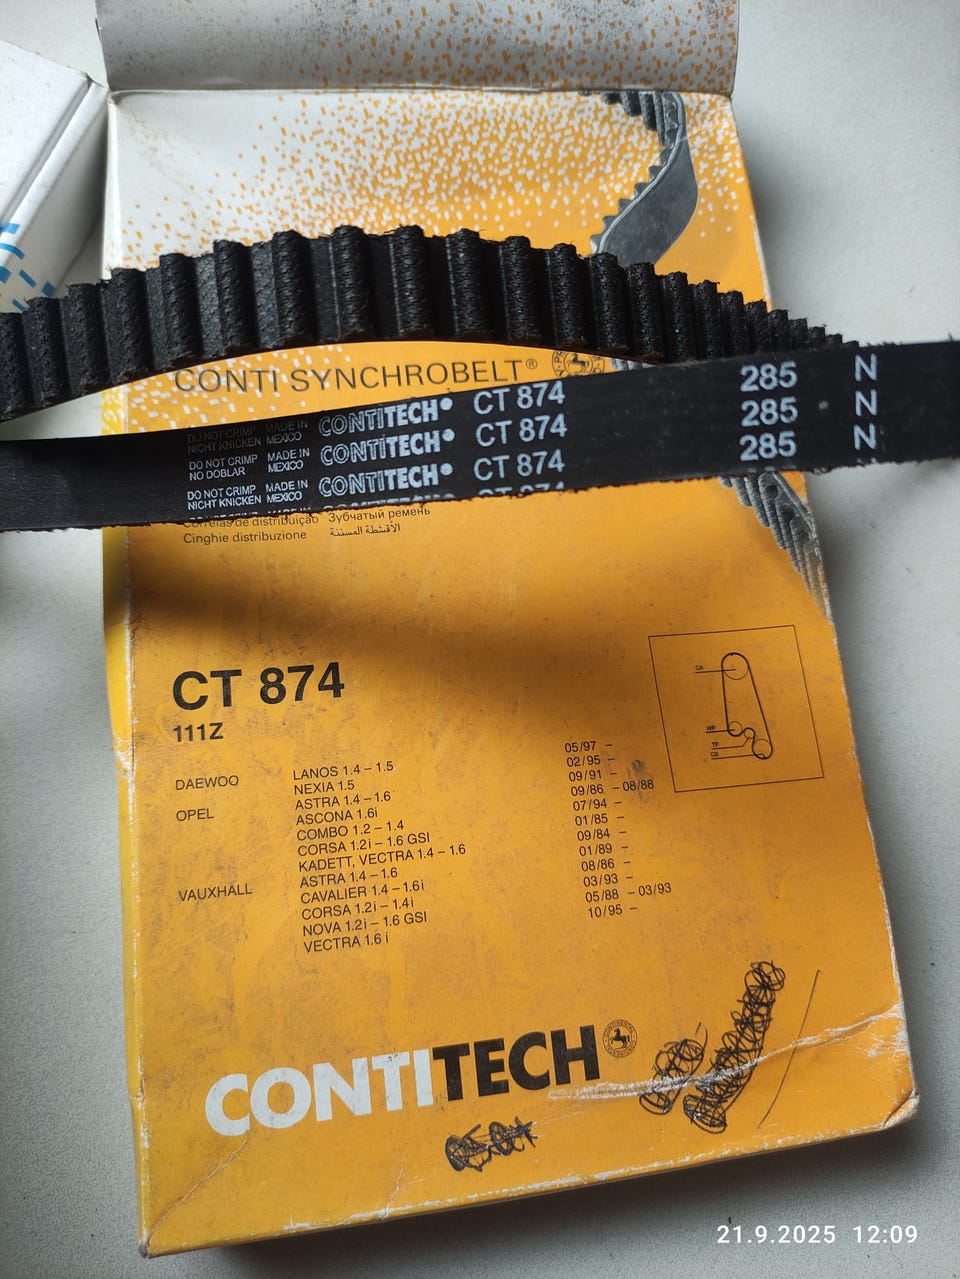 CONTI SYNCHROBELT®
DO NOT CRIMP MADE IN CONTITECH® CT 874 285 N
NICHT KNICKEN MEXICO
DO NOT CRIMP MADE IN CONTITECH® CT 874 285 N
NO DOBLAR MEXICO
DO NOT CRIMP MADE IN CONTITECH® CT 874 285 N
NICHT KNICKEN MEXICO
CT 874
Correias de distribuição Зубчатый ремень
Cinghie distribuzione الأقشطة المسننة
CT 874
111Z
CA
WP
TP
CS
DAEWOO LANOS 1.4 – 1.5 05/97 –
NEXIA 1.5 02/95 –
OPEL ASTRA 1.4 – 1.6 09/91 –
ASCONA 1.6i 09/86 – 08/88
COMBO 1.2 – 1.4 07/94 –
CORSA 1.2i – 1.6 GSI 01/85 –
KADETT, VECTRA 1.4 – 1.6 09/84 –
VAUXHALL ASTRA 1.4 – 1.6 01/89 –
CAVALIER 1.4 – 1.6i 08/86 –
CORSA 1.2i – 1.4i 03/93 –
NOVA 1.2i – 1.6 GSI 05/88 – 03/93
VECTRA 1.6 i 10/95 –
CONTITECH
21.9.2025 12:09